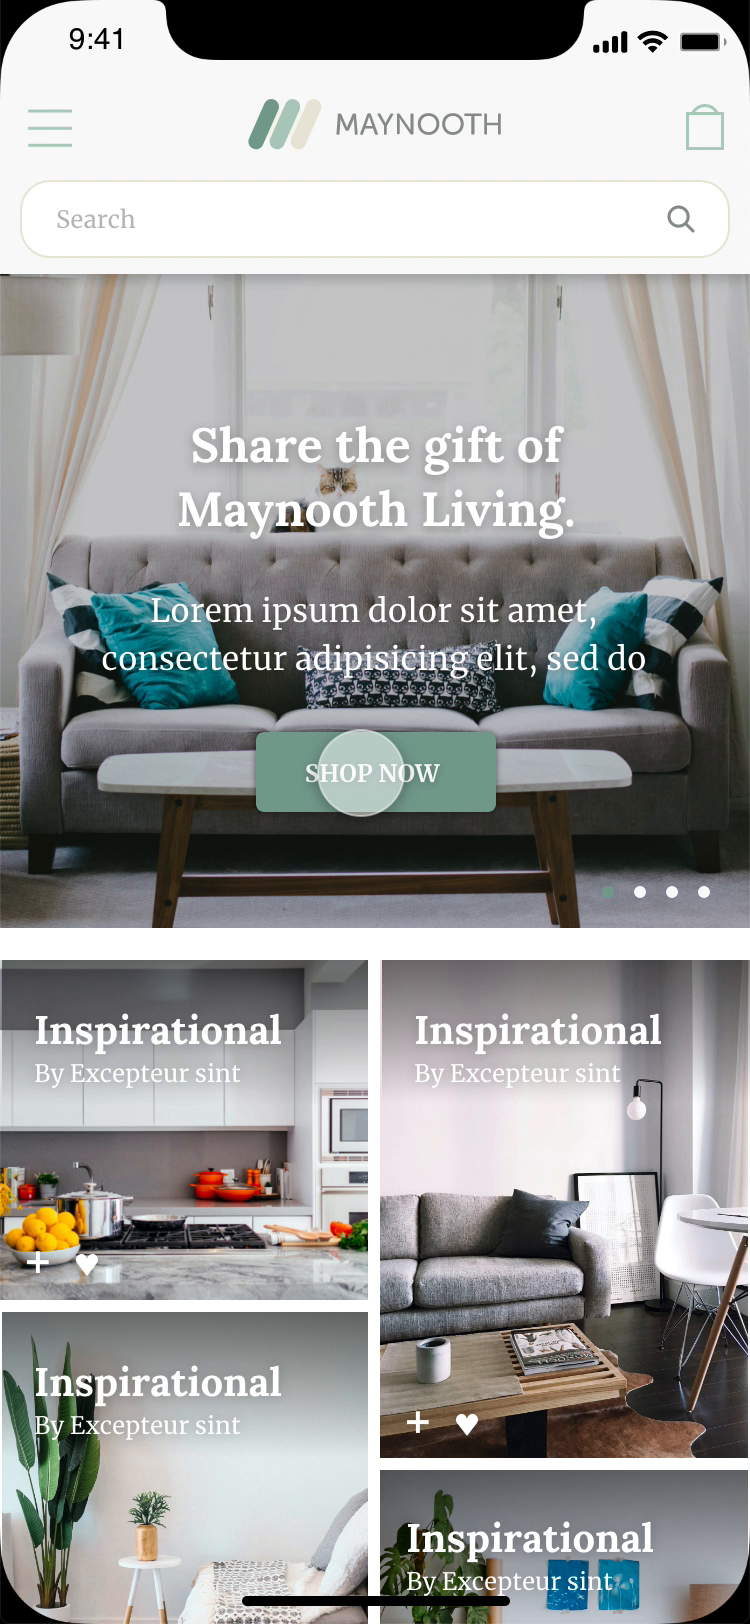 9:41
MAYNOOTH
Search
Share the gift of
Maynooth Living.
Lorem ipsum dolor sit amet,
consectetur adipisicing elit, sed do
SHOP NOW
Inspirational
By Excepteur sint
Inspirational
By Excepteur sint
Inspirational
By Excepteur sint
Inspirational
By Excepteur sint